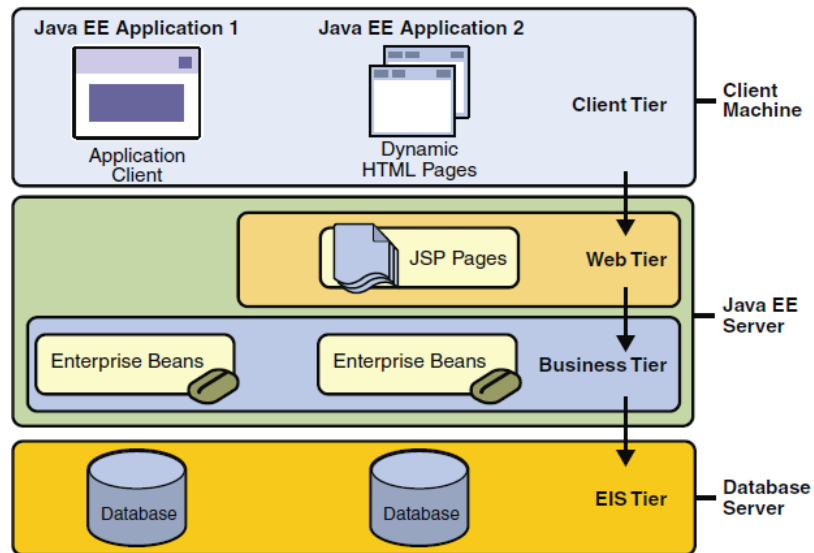 Java EE Application 1
Java EE Application 2
Application
Client
Dynamic
HTML Pages
Client Tier
Client
Machine
JSP Pages
Web Tier
Java EE
Server
Enterprise Beans
Enterprise Beans
Business Tier
Database
Database
EIS Tier
Database
Server